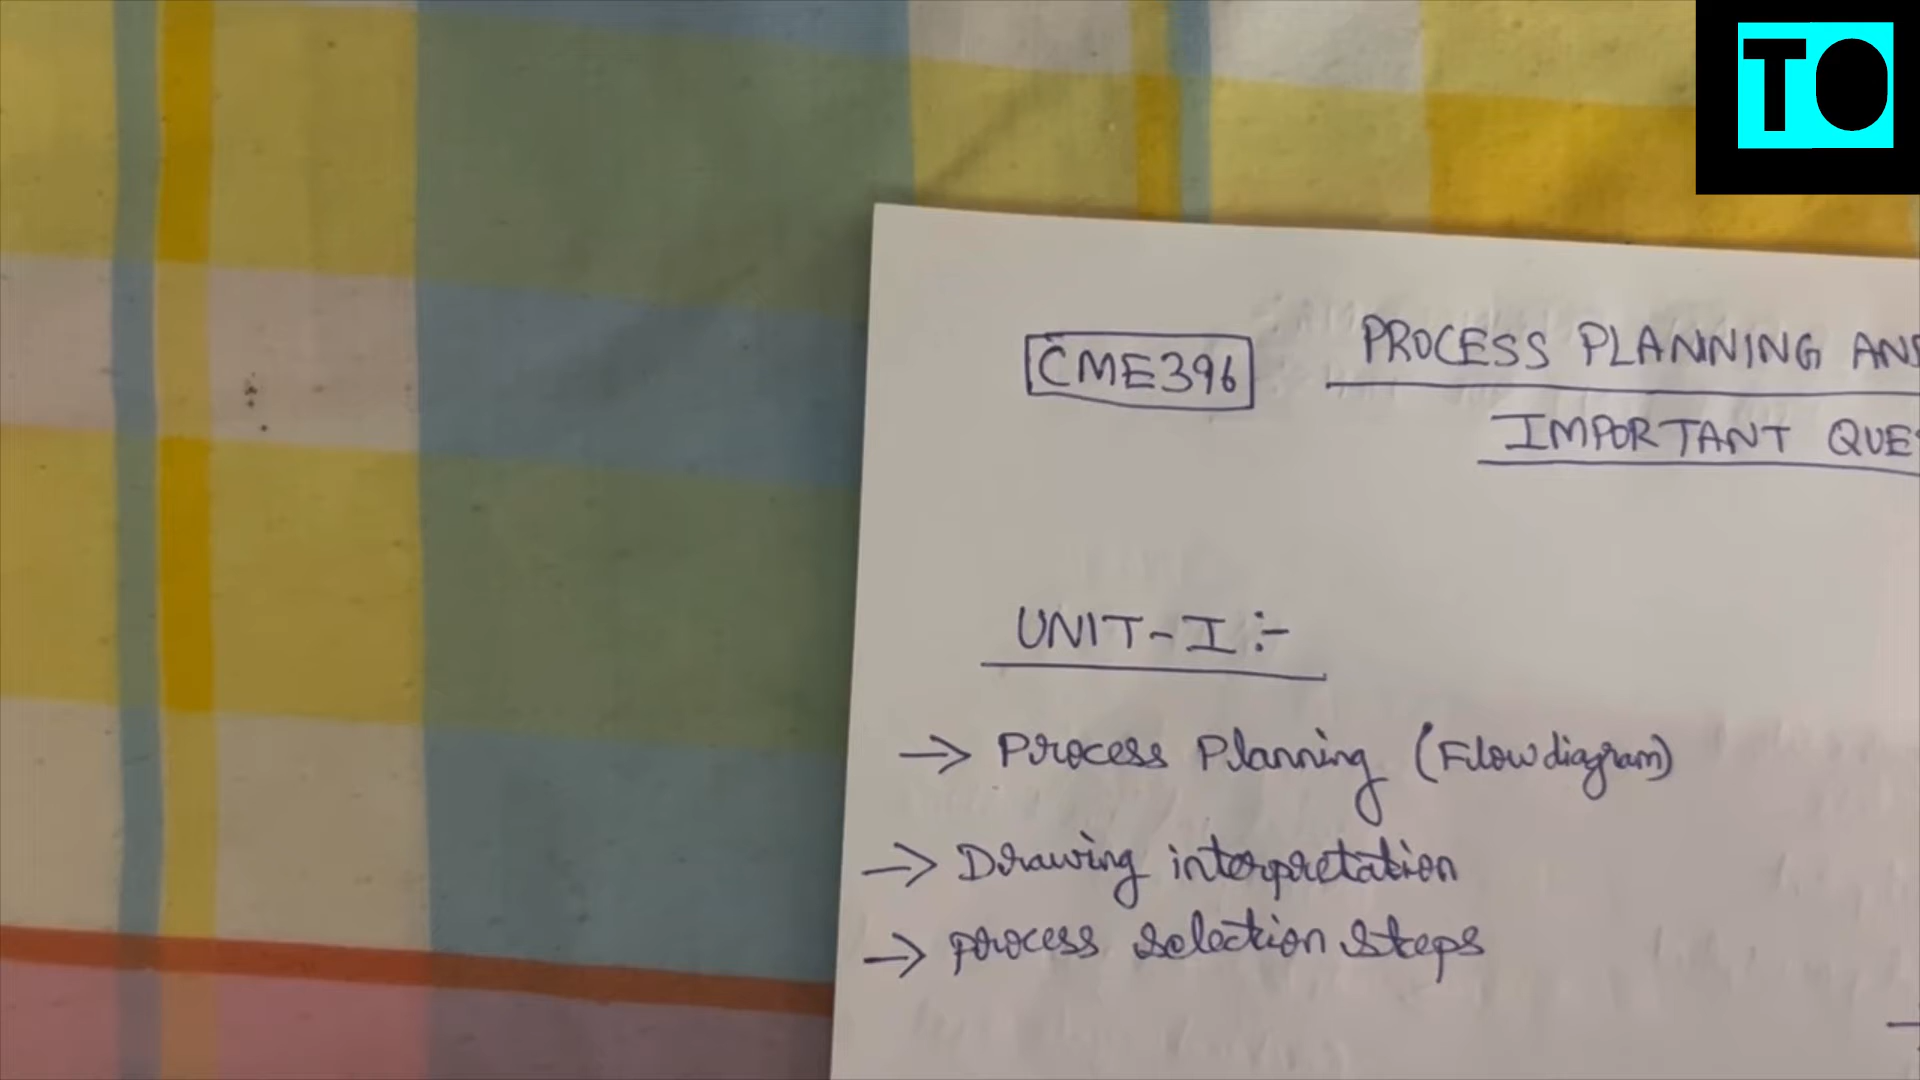 TO
CME396
PROCESS PLANNING AN
IMPORTANT QUE
UNIT-I :-
→ Process Planning (Flow diagram)
→ Drawing interpretation
→ process selection steps